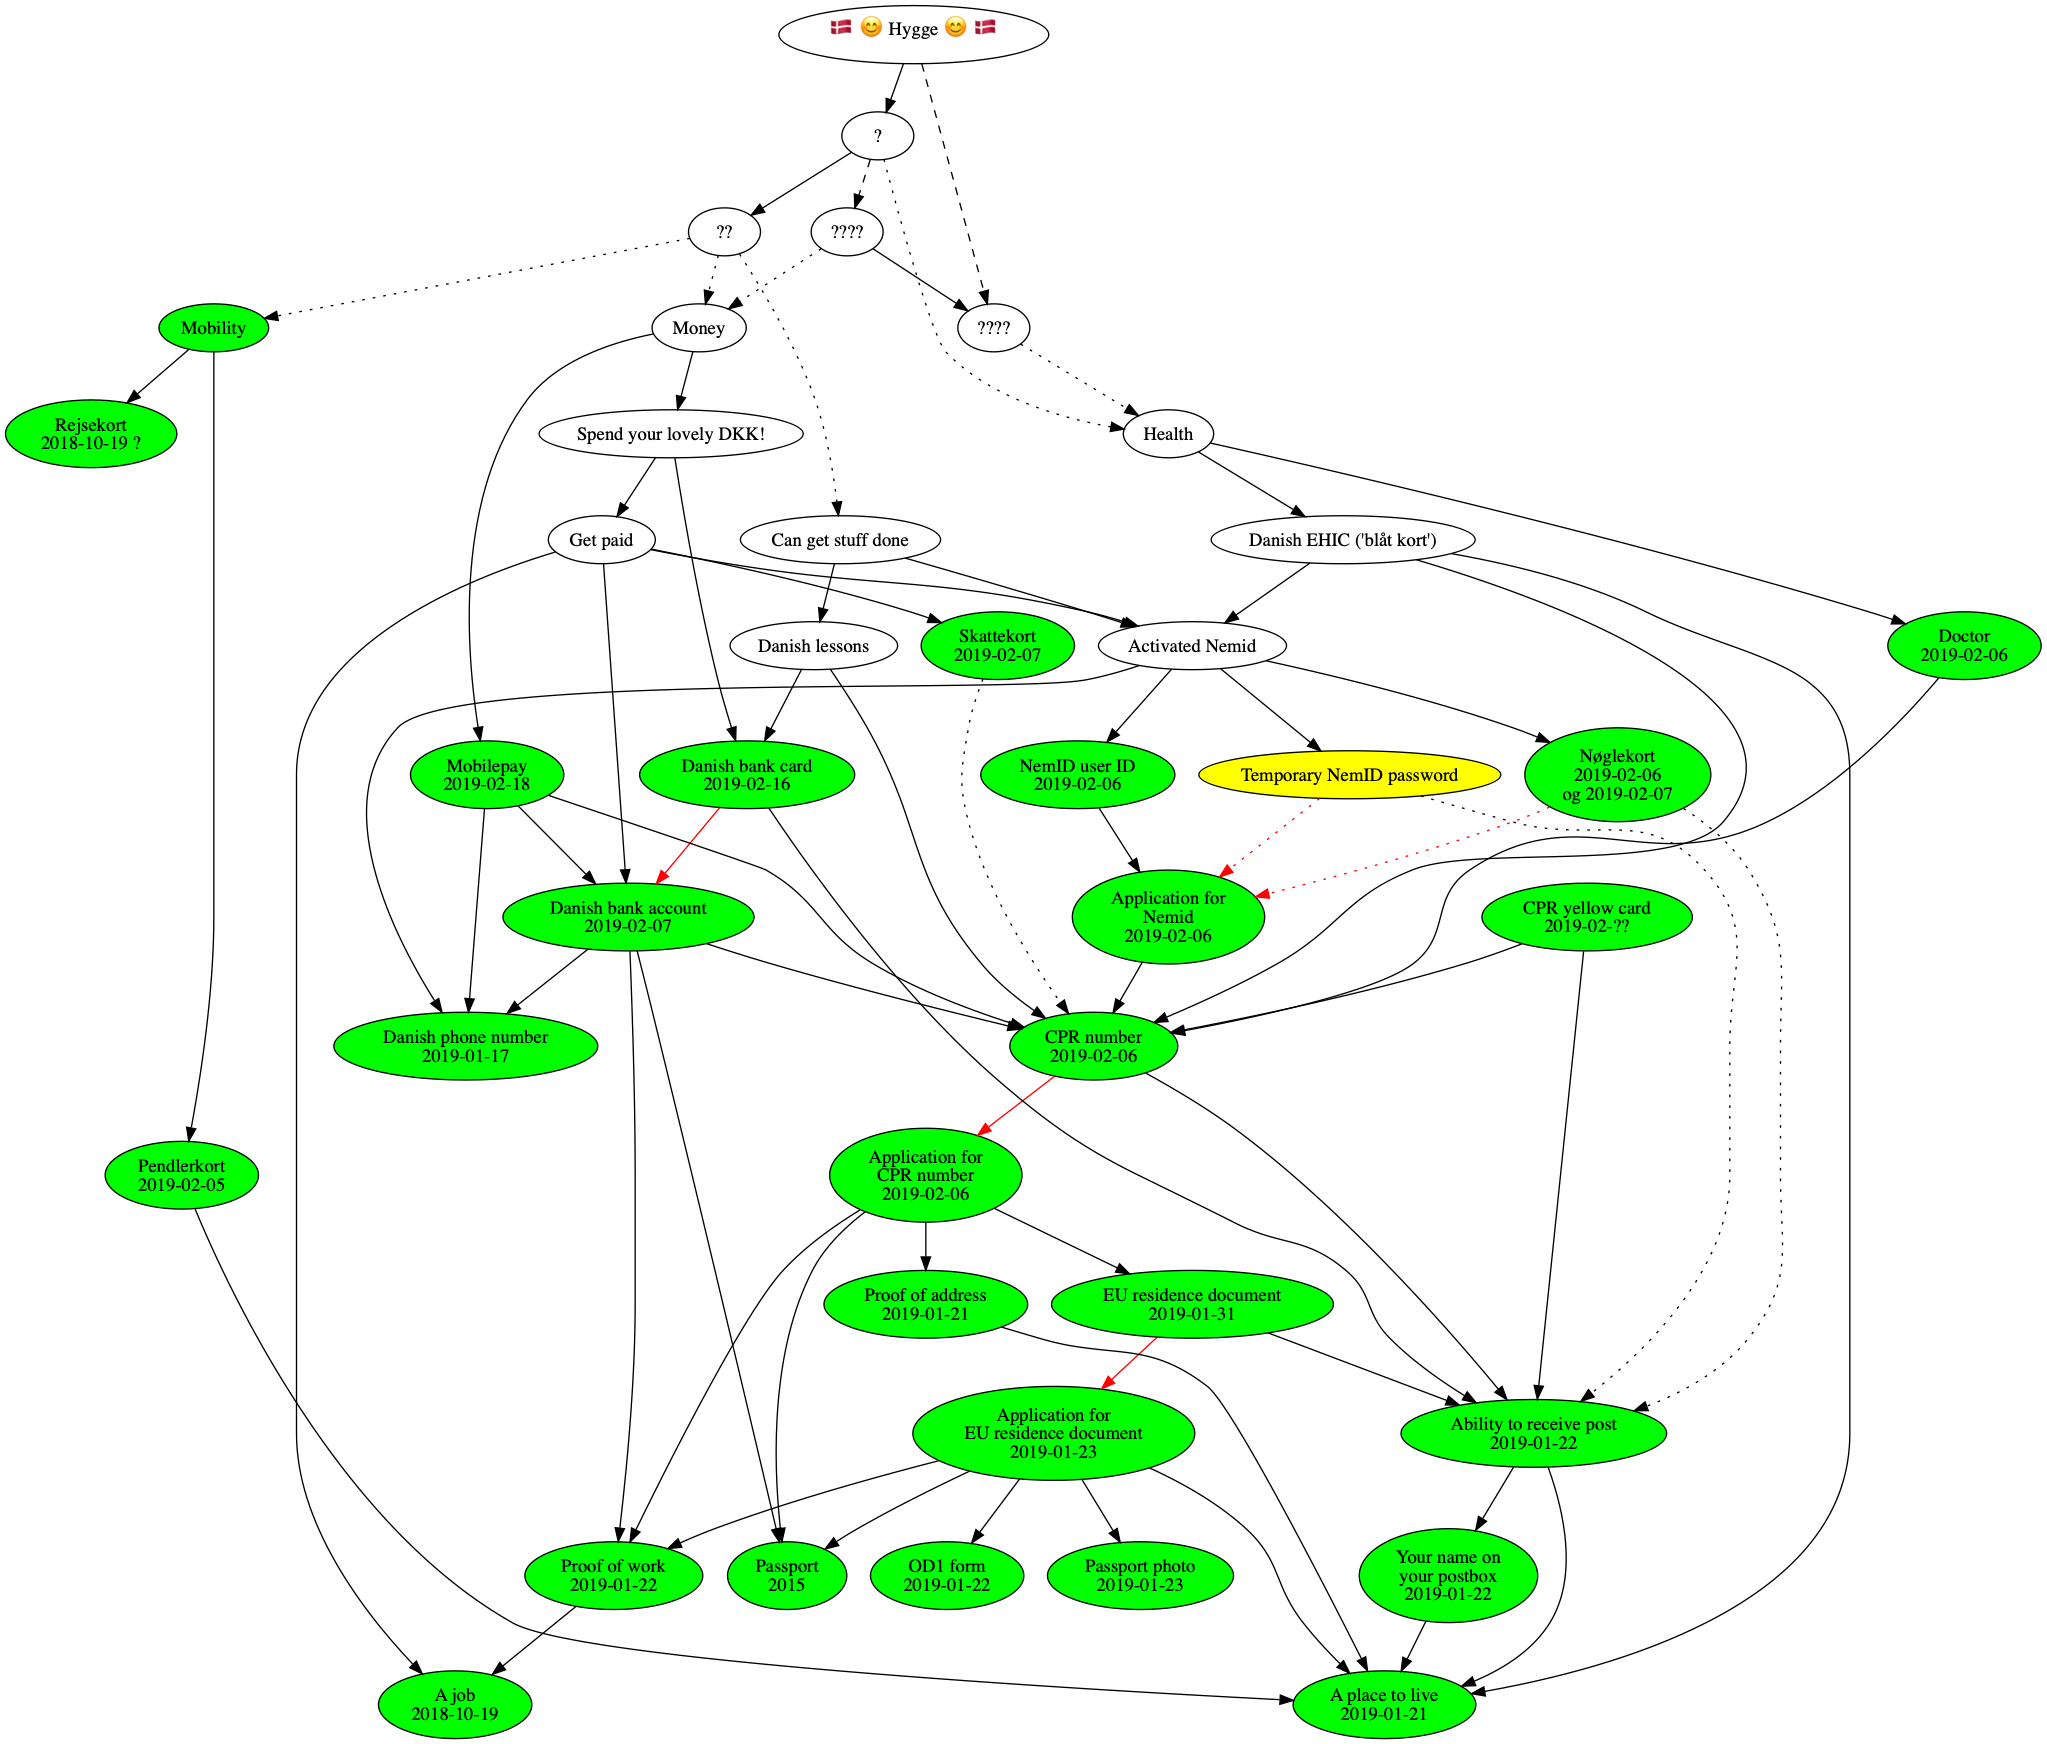 🇩🇰 😊 Hygge 😊 🇩🇰
?
??
????
Mobility
Money
????
Rejsekort
2018-10-19 ?
Spend your lovely DKK!
Health
Get paid
Can get stuff done
Danish EHIC ('blåt kort')
Danish lessons
Skattekort
2019-02-07
Activated Nemid
Doctor
2019-02-06
Mobilepay
2019-02-18
Danish bank card
2019-02-16
NemID user ID
2019-02-06
Temporary NemID password
Nøglekort
2019-02-06
og 2019-02-07
Danish bank account
2019-02-07
Application for
Nemid
2019-02-06
CPR yellow card
2019-02-??
Danish phone number
2019-01-17
CPR number
2019-02-06
Pendlerkort
2019-02-05
Application for
CPR number
2019-02-06
Proof of address
2019-01-21
EU residence document
2019-01-31
Application for
EU residence document
2019-01-23
Ability to receive post
2019-01-22
Proof of work
2019-01-22
Passport
2015
OD1 form
2019-01-22
Passport photo
2019-01-23
Your name on
your postbox
2019-01-22
A job
2018-10-19
A place to live
2019-01-21